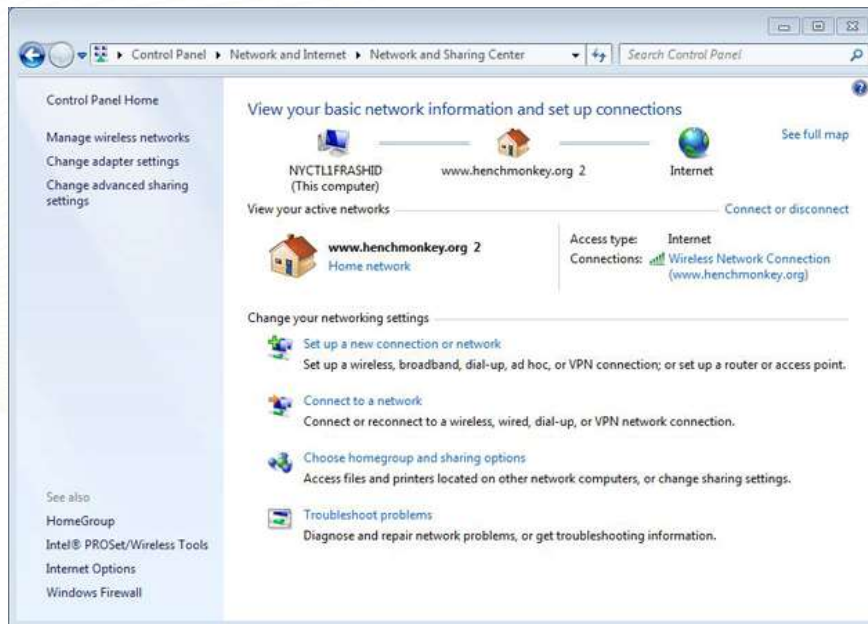 Control Panel
Network and Internet
Network and Sharing Center
Search Control Panel
Control Panel Home
Manage wireless networks
Change adapter settings
Change advanced sharing
settings
See also
HomeGroup
Intel® PROSet/Wireless Tools
Internet Options
Windows Firewall
View your basic network information and set up connections
NYCTL1FRASHID
(This computer)
www.henchmonkey.org 2
Internet
See full map
View your active networks
Connect or disconnect
www.henchmonkey.org 2
Home network
Access type: Internet
Connections: Wireless Network Connection
(www.henchmonkey.org)
Change your networking settings
Set up a new connection or network
Set up a wireless, broadband, dial-up, ad hoc, or VPN connection; or set up a router or access point.
Connect to a network
Connect or reconnect to a wireless, wired, dial-up, or VPN network connection.
Choose homegroup and sharing options
Access files and printers located on other network computers, or change sharing settings.
Troubleshoot problems
Diagnose and repair network problems, or get troubleshooting information.